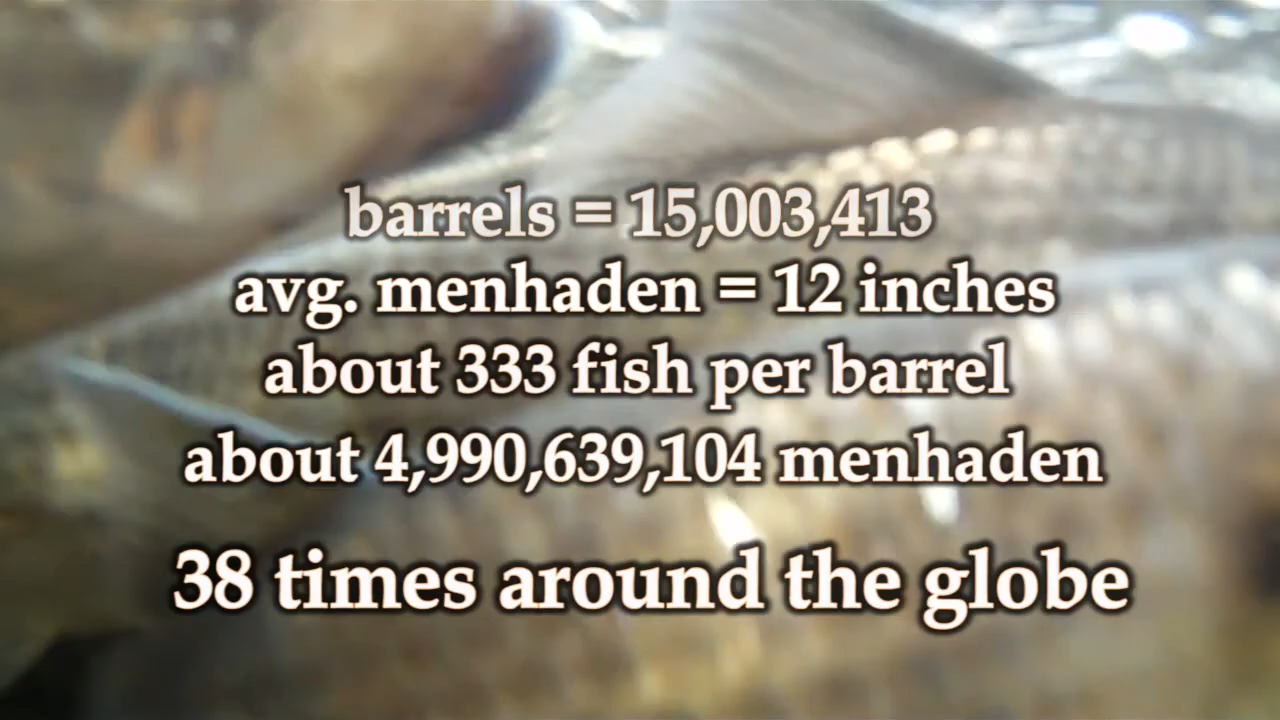 barrels = 15,003,413
avg. menhaden = 12 inches
about 333 fish per barrel
about 4,990,639,104 menhaden
38 times around the globe